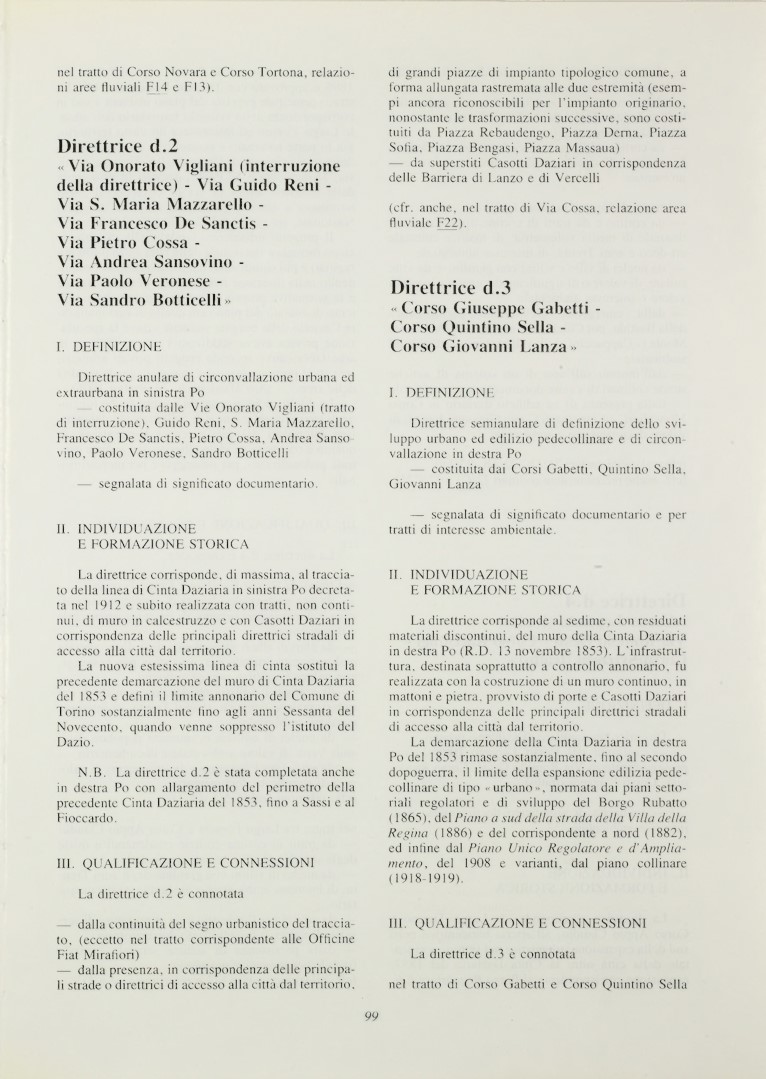 nel tratto di Corso Novara e Corso Tortona, relazio-
ni aree fluviali F14 e F13).
Direttrice d.2
« Via Onorato Vigliani (interruzione
della direttrice) - Via Guido Reni -
Via S. Maria Mazzarello -
Via Francesco De Sanctis -
Via Pietro Cossa -
Via Andrea Sansovino -
Via Paolo Veronese -
Via Sandro Botticelli »
I. DEFINIZIONE
Direttrice anulare di circonvallazione urbana ed
extraurbana in sinistra Po
— costituita dalle Vie Onorato Vigliani (tratto
di interruzione), Guido Reni, S. Maria Mazzarello,
Francesco De Sanctis, Pietro Cossa, Andrea Sanso-
vino, Paolo Veronese, Sandro Botticelli
— segnalata di significato documentario.
II. INDIVIDUAZIONE
E FORMAZIONE STORICA
La direttrice corrisponde, di massima, al traccia-
to della linea di Cinta Daziaria in sinistra Po decreta-
ta nel 1912 e subito realizzata con tratti, non conti-
nui, di muro in calcestruzzo e con Casotti Daziari in
corrispondenza delle principali direttrici stradali di
accesso alla città dal territorio.
La nuova estesissima linea di cinta sostituì la
precedente demarcazione del muro di Cinta Daziaria
del 1853 e definì il limite annonario del Comune di
Torino sostanzialmente fino agli anni Sessanta del
Novecento, quando venne soppresso l'istituto del
Dazio.
N.B. La direttrice d.2 è stata completata anche
in destra Po con allargamento del perimetro della
precedente Cinta Daziaria del 1853, fino a Sassi e al
Fioccardo.
III. QUALIFICAZIONE E CONNESSIONI
La direttrice d.2 è connotata
— dalla continuità del segno urbanistico del traccia-
to, (eccetto nel tratto corrispondente alle Officine
Fiat Mirafiori)
— dalla presenza, in corrispondenza delle principa-
li strade o direttrici di accesso alla città dal territorio,
di grandi piazze di impianto tipologico comune, a
forma allungata rastremata alle due estremità (esem-
pi ancora riconoscibili per l'impianto originario,
nonostante le trasformazioni successive, sono costi-
tuiti da Piazza Rebaudengo, Piazza Derna, Piazza
Sofia, Piazza Bengasi, Piazza Massaua)
— da superstiti Casotti Daziari in corrispondenza
delle Barriera di Lanzo e di Vercelli
(cfr. anche, nel tratto di Via Cossa, relazione area
fluviale F22).
Direttrice d.3
« Corso Giuseppe Gabetti -
Corso Quintino Sella -
Corso Giovanni Lanza »
I. DEFINIZIONE
Direttrice semianulare di definizione dello svi-
luppo urbano ed edilizio pedecollinare e di circon-
vallazione in destra Po
— costituita dai Corsi Gabetti, Quintino Sella,
Giovanni Lanza
— segnalata di significato documentario e per
tratti di interesse ambientale.
II. INDIVIDUAZIONE
E FORMAZIONE STORICA
La direttrice corrisponde al sedime, con residuati
materiali discontinui, del muro della Cinta Daziaria
in destra Po (R.D. 13 novembre 1853). L'infrastrut-
tura, destinata soprattutto a controllo annonario, fu
realizzata con la costruzione di un muro continuo, in
mattoni e pietra, provvisto di porte e Casotti Daziari
in corrispondenza delle principali direttrici stradali
di accesso alla città dal territorio.
La demarcazione della Cinta Daziaria in destra
Po del 1853 rimase sostanzialmente, fino al secondo
dopoguerra, il limite della espansione edilizia pede-
collinare di tipo « urbano », normata dai piani setto-
riali regolatori e di sviluppo del Borgo Rubatto
(1865), del Piano a sud della strada della Villa della
Regina (1886) e del corrispondente a nord (1882),
ed infine dal Piano Unico Regolatore e d'Amplia-
mento, del 1908 e varianti, dal piano collinare
(1918-1919).
III. QUALIFICAZIONE E CONNESSIONI
La direttrice d.3 è connotata
nel tratto di Corso Gabetti e Corso Quintino Sella
99